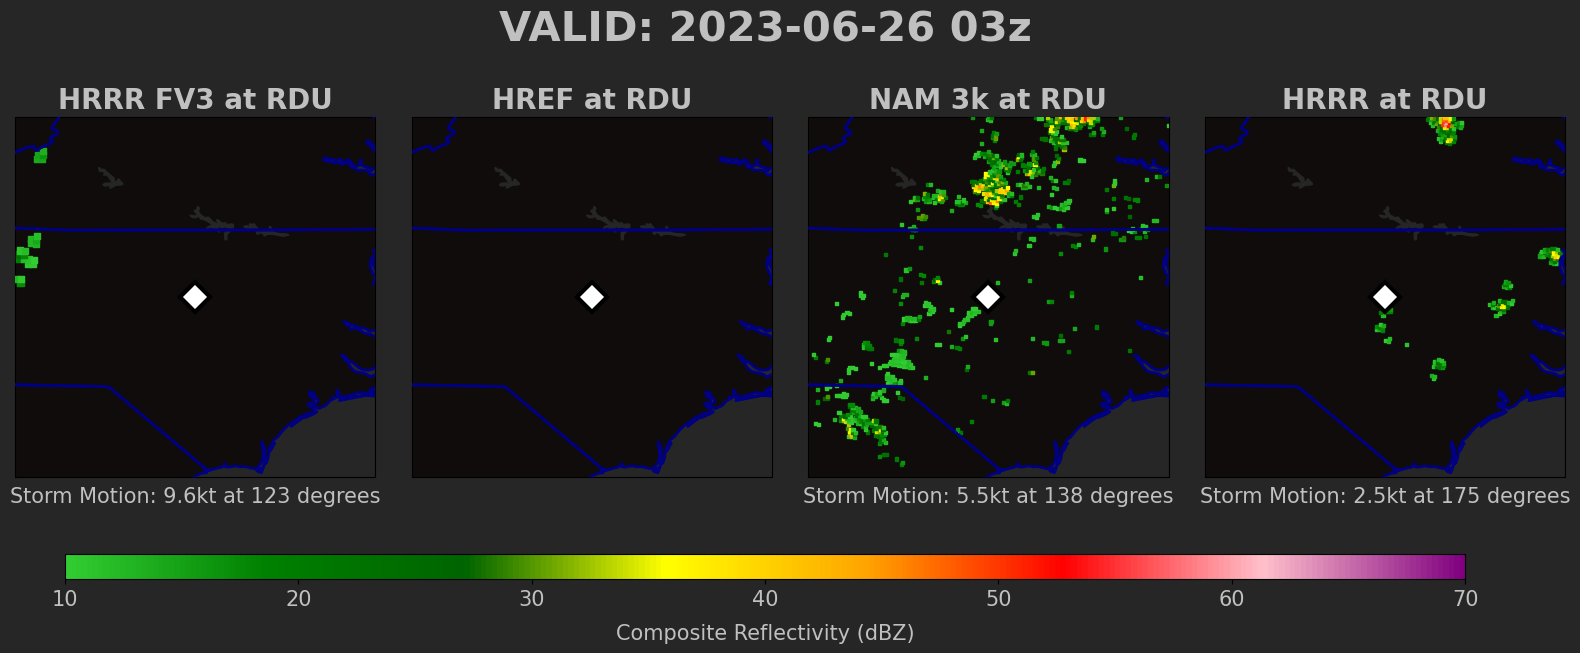 VALID: 2023-06-26 03z
HRRR FV3 at RDU
HREF at RDU
NAM 3k at RDU
HRRR at RDU
Storm Motion: 9.6kt at 123 degrees
Storm Motion: 5.5kt at 138 degrees
Storm Motion: 2.5kt at 175 degrees
10 20 30 40 50 60 70
Composite Reflectivity (dBZ)